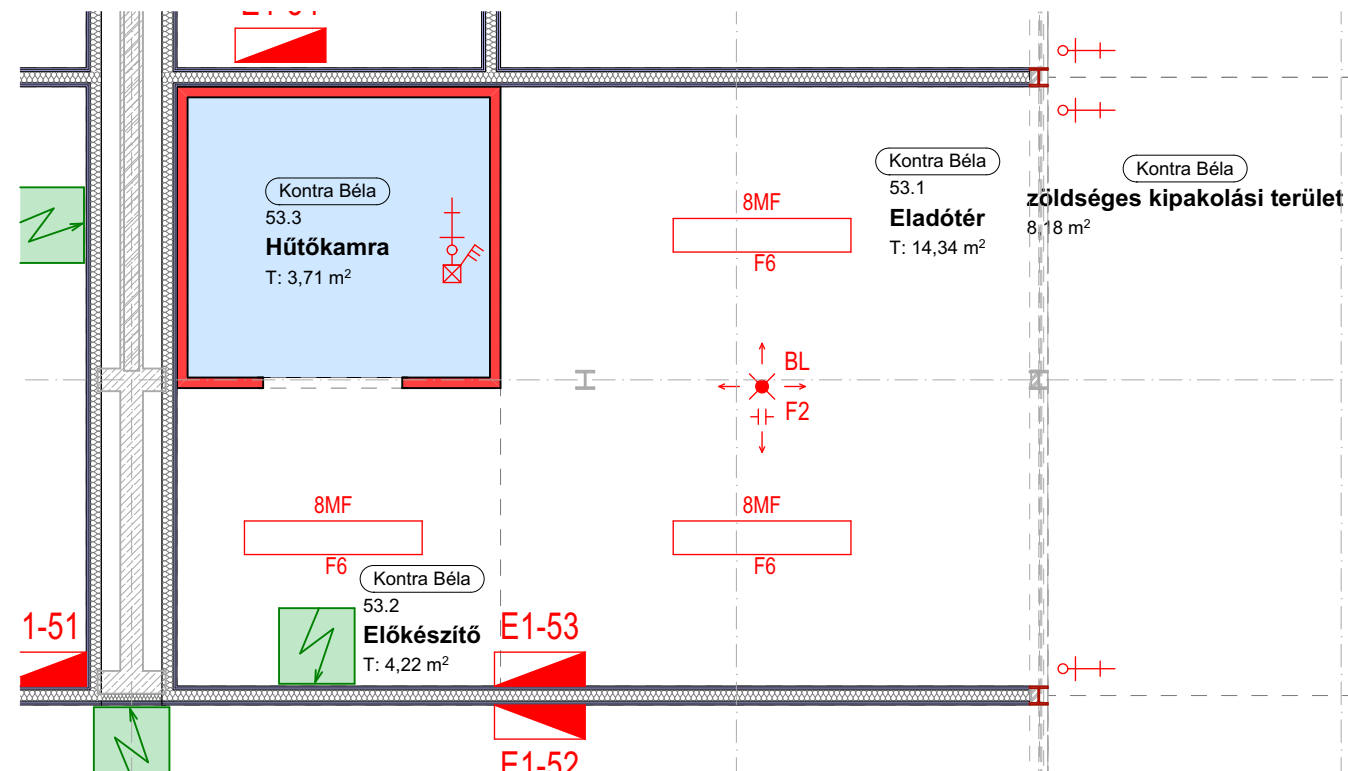 E1-51
Kontra Béla
53.3
Hűtőkamra
T: 3,71 m²
8MF
F6
Kontra Béla
53.1
Eladótér
T: 14,34 m²
Kontra Béla
zöldséges kipakolási terület
8,18 m²
BL
F2
8MF
F6
8MF
F6
Kontra Béla
53.2
Előkészítő
T: 4,22 m²
1-51
E1-53
E1-52